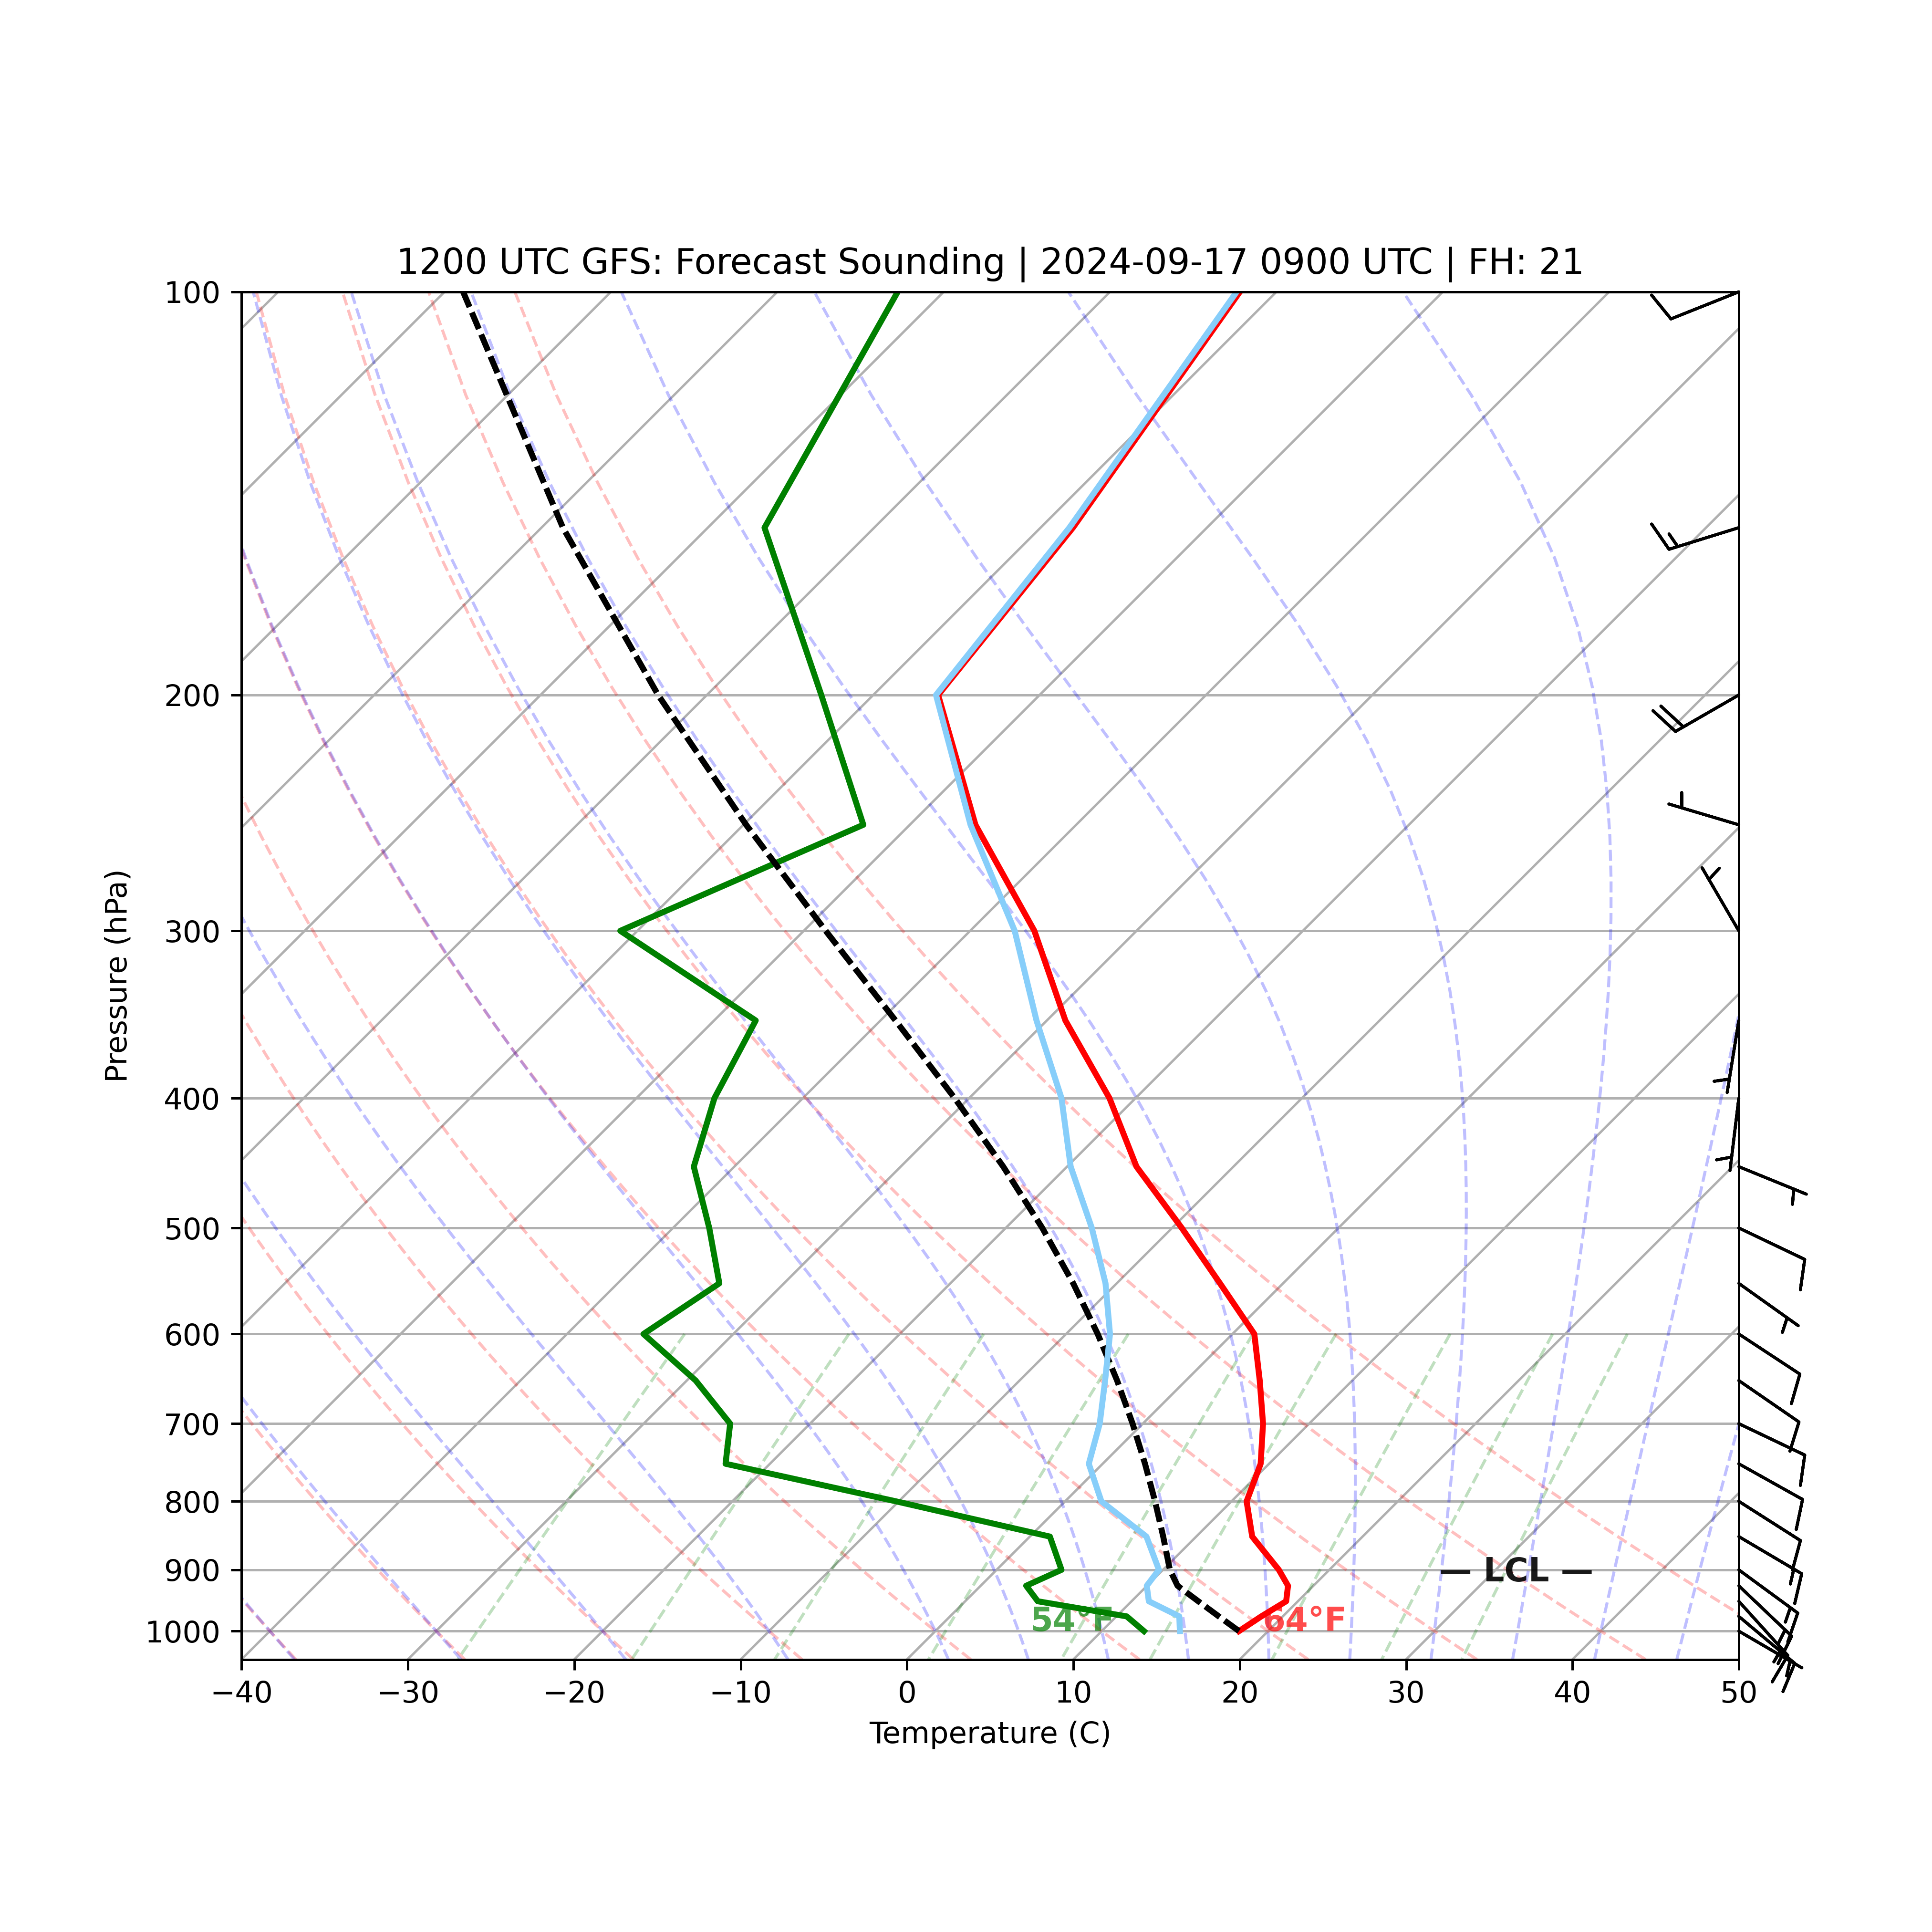 1200 UTC GFS: Forecast Sounding | 2024-09-17 0900 UTC | FH: 21
100
200
300
400
500
600
700
800
900
1000
Pressure (hPa)
— LCL —
54°F
64°F
−40 −30 −20 −10 0 10 20 30 40 50
Temperature (C)